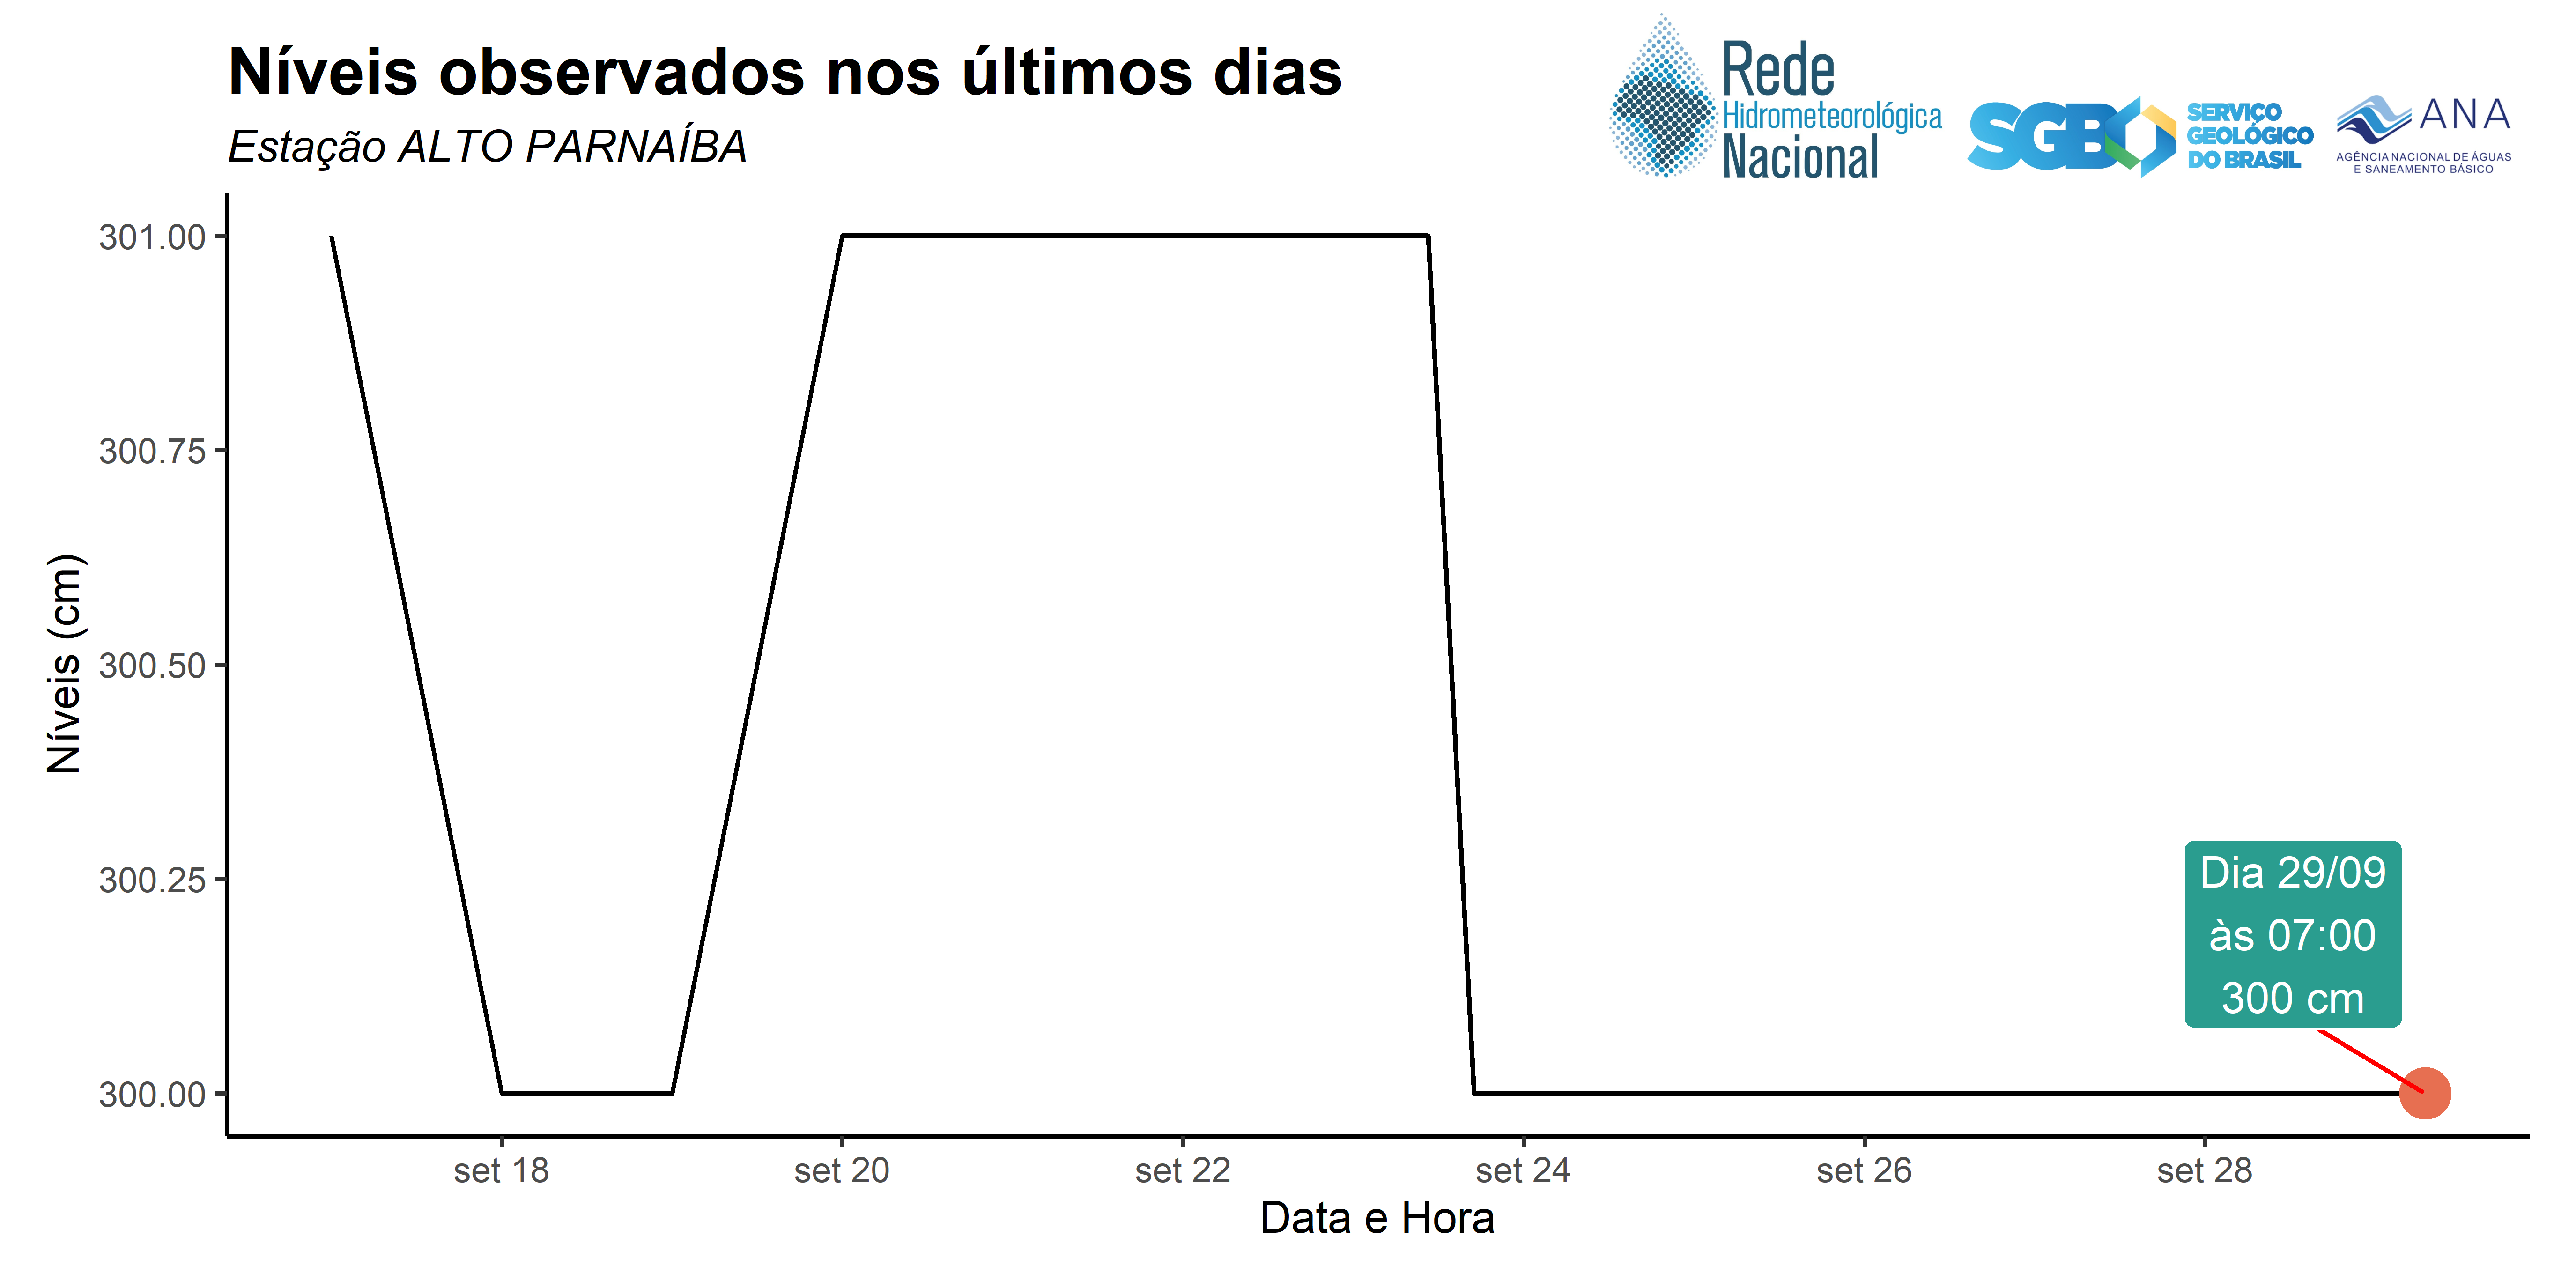 Níveis observados nos últimos dias
Estação ALTO PARNAÍBA
Rede
Hidrometeorológica
Nacional
SGB
SERVIÇO
GEOLÓGICO
DO BRASIL
ANA
AGÊNCIA NACIONAL DE ÁGUAS
E SANEAMENTO BÁSICO
Níveis (cm)
301.00
300.75
300.50
300.25
300.00
Dia 29/09
às 07:00
300 cm
set 18
set 20
set 22
set 24
set 26
set 28
Data e Hora